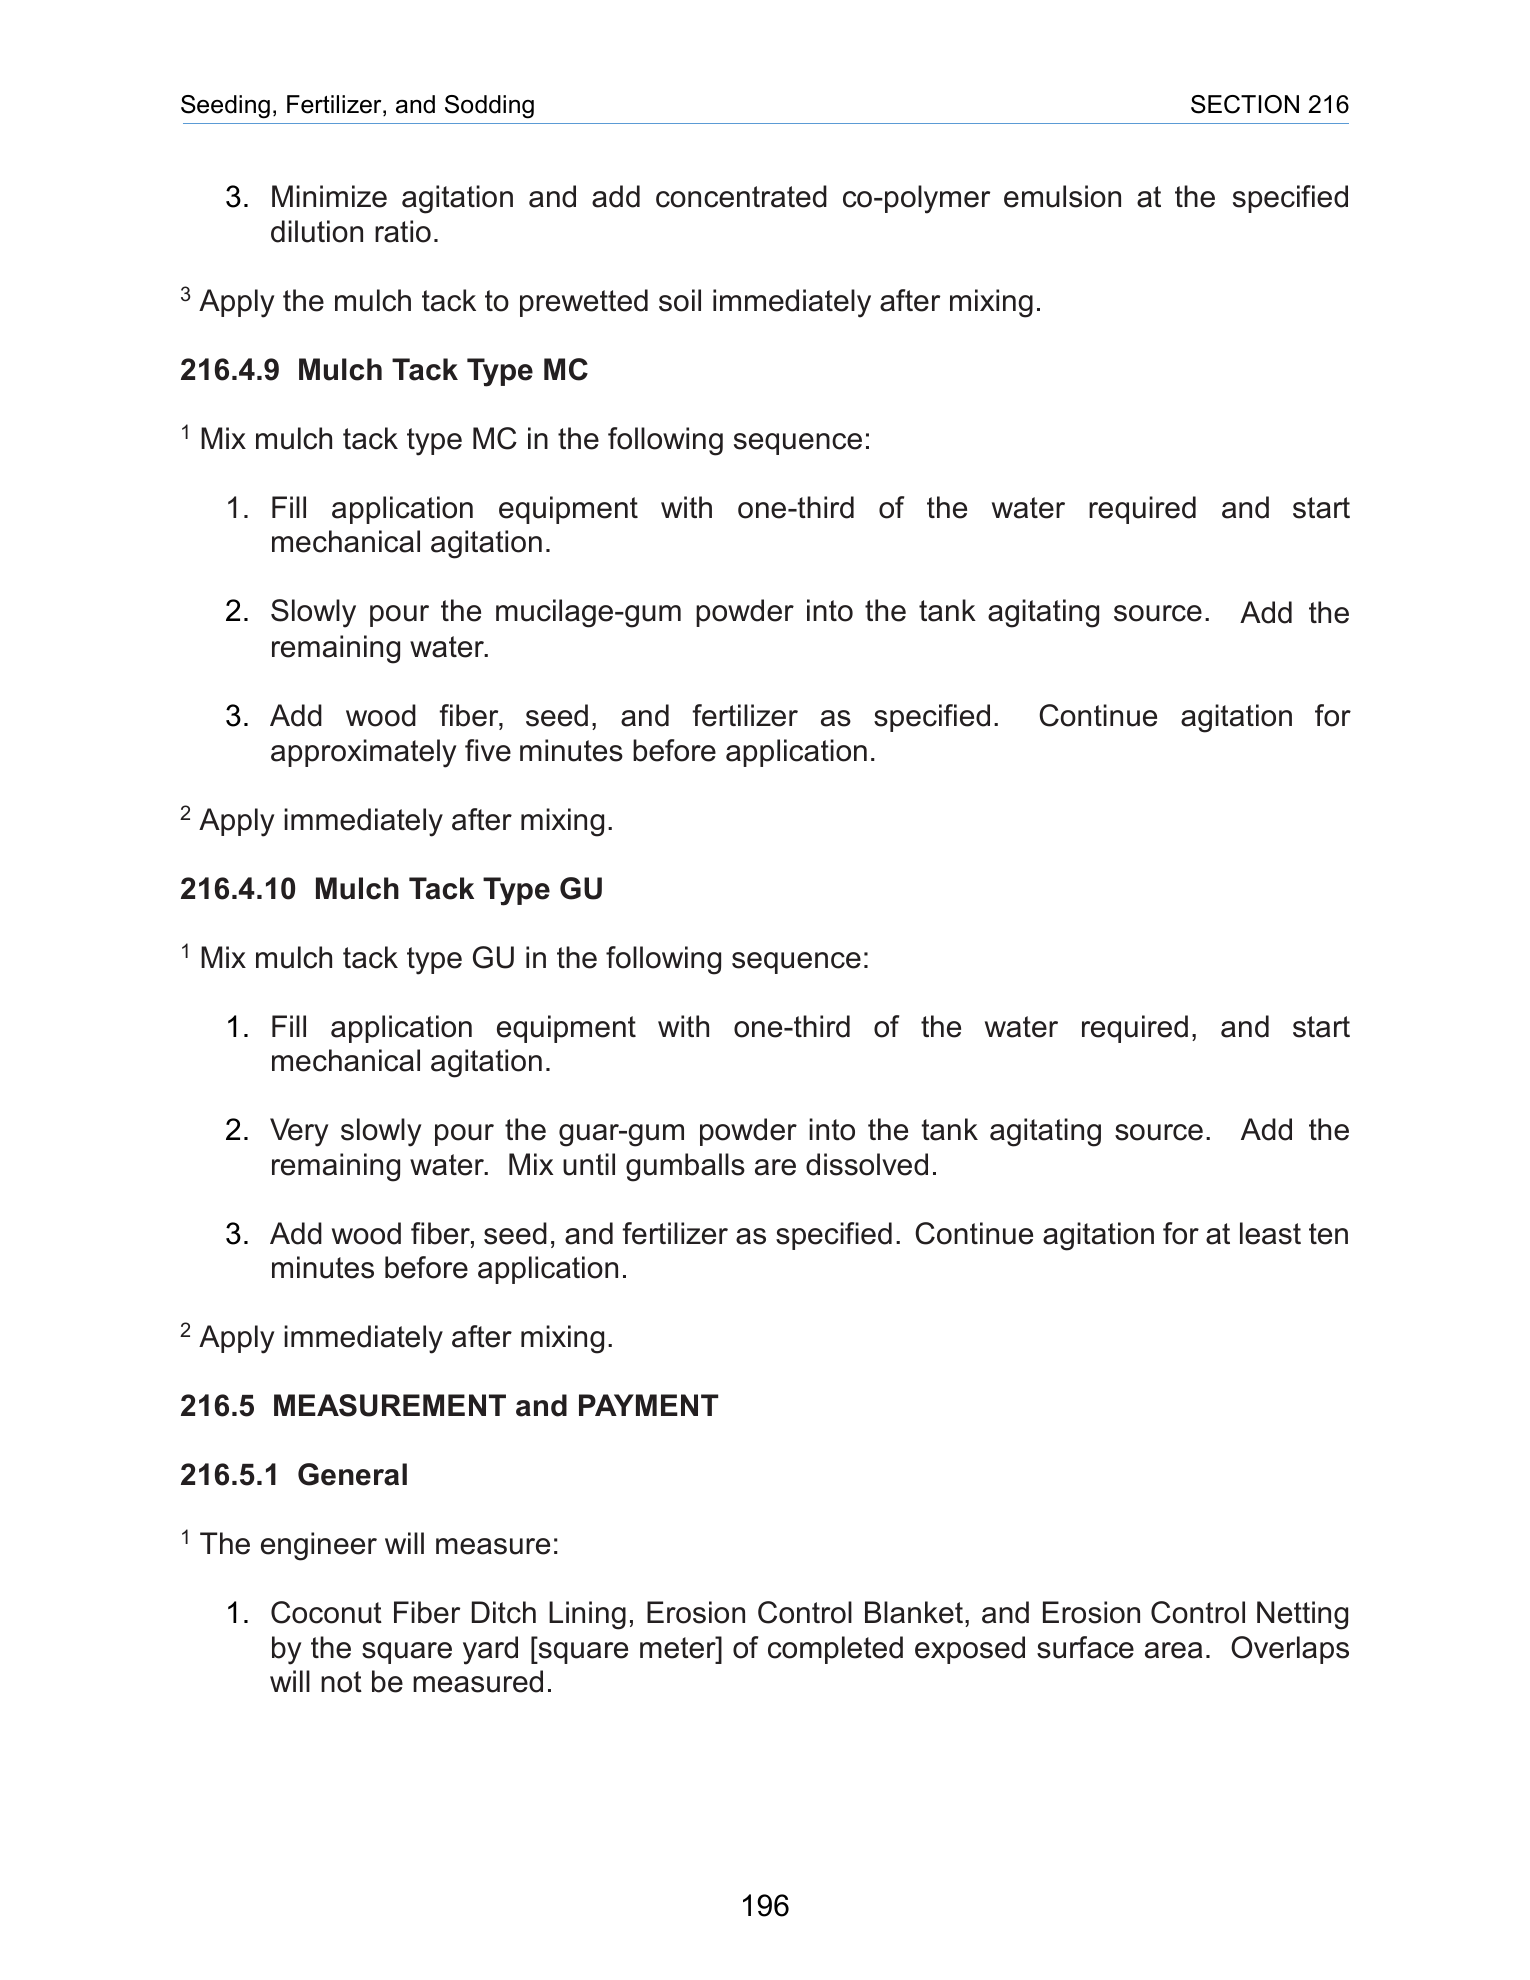 Seeding, Fertilizer, and Sodding SECTION 216
3. Minimize agitation and add concentrated co-polymer emulsion at the specified
dilution ratio.
3 Apply the mulch tack to prewetted soil immediately after mixing.
216.4.9 Mulch Tack Type MC
1 Mix mulch tack type MC in the following sequence:
1. Fill application equipment with one-third of the water required and start
mechanical agitation.
2. Slowly pour the mucilage-gum powder into the tank agitating source. Add the
remaining water.
3. Add wood fiber, seed, and fertilizer as specified. Continue agitation for
approximately five minutes before application.
2 Apply immediately after mixing.
216.4.10 Mulch Tack Type GU
1 Mix mulch tack type GU in the following sequence:
1. Fill application equipment with one-third of the water required, and start
mechanical agitation.
2. Very slowly pour the guar-gum powder into the tank agitating source. Add the
remaining water. Mix until gumballs are dissolved.
3. Add wood fiber, seed, and fertilizer as specified. Continue agitation for at least ten
minutes before application.
2 Apply immediately after mixing.
216.5 MEASUREMENT and PAYMENT
216.5.1 General
1 The engineer will measure:
1. Coconut Fiber Ditch Lining, Erosion Control Blanket, and Erosion Control Netting
by the square yard [square meter] of completed exposed surface area. Overlaps
will not be measured.
196